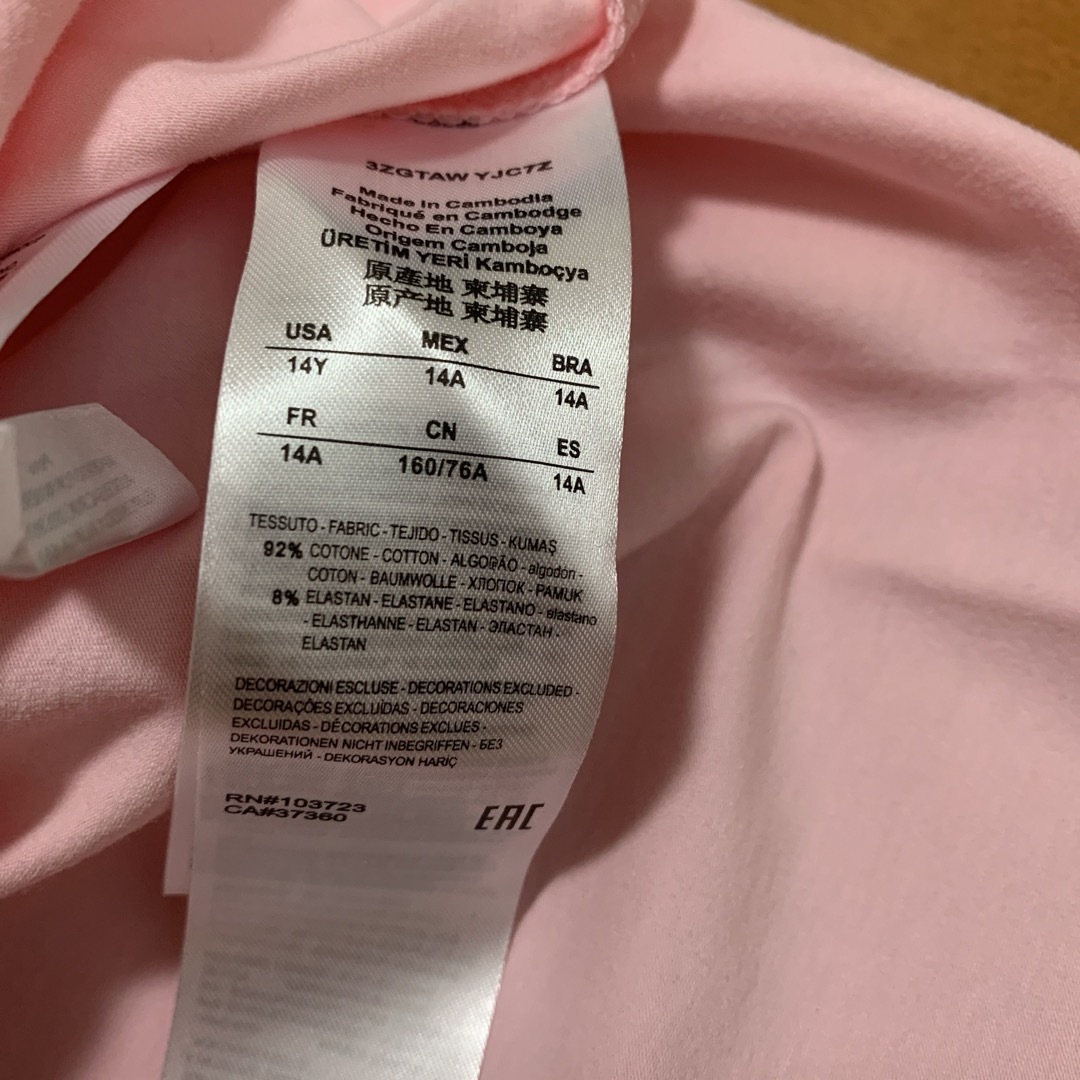 3ZGTAW YJC7Z
Made in Cambodia
Fabriqué en Cambodge
Hecho En Camboya
Origem Camboja
ÜRETİM YERİ Kamboçya
原產地 柬埔寨
原产地 柬埔寨
USA MEX BRA
14Y 14A 14A
FR CN ES
14A 160/76A 14A
TESSUTO - FABRIC - TEJIDO - TISSUS - KUMAŞ
92% COTONE - COTTON - ALGODÃO - algodón -
COTON - BAUMWOLLE - ХЛОПОК - PAMUK
8% ELASTAN - ELASTANE - ELASTANO - elastano
- ELASTHANNE - ELASTAN - ЭЛАСТАН -
ELASTAN
DECORAZIONI ESCLUSE - DECORATIONS EXCLUDED -
DECORAÇÕES EXCLUÍDAS - DECORACIONES
EXCLUIDAS - DÉCORATIONS EXCLUES -
DEKORATIONEN NICHT INBEGRIFFEN - БЕЗ
УКРАШЕНИЙ - DEKORASYON HARİÇ
RN#103723
CA#37360
EAC